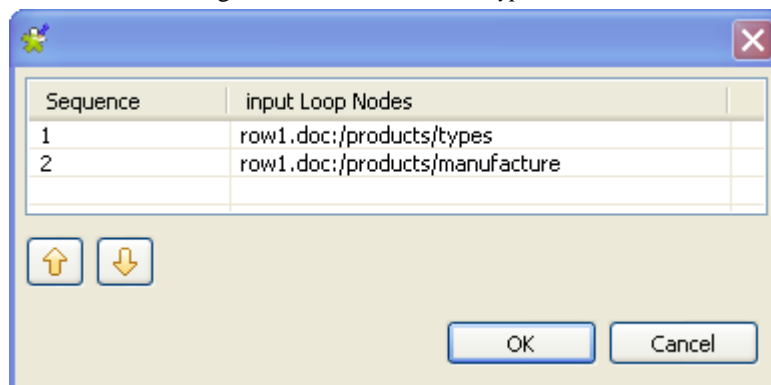 Sequence input Loop Nodes
1 row1.doc:/products/types
2 row1.doc:/products/manufacture
OK Cancel